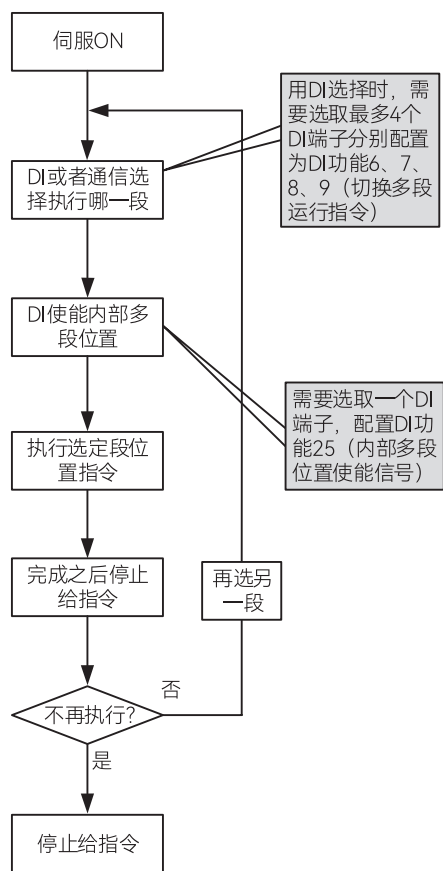 伺服ON
用DI选择时，需
要选取最多4个
DI端子分别配置
为DI功能6、7、
8、9（切换多段
运行指令）
DI或者通信选
择执行哪一段
DI使能内部多
段位置
需要选取一个DI
端子，配置DI功
能25（内部多段
位置使能信号）
执行选定段位
置指令
完成之后停止
给指令
再选另
一段
否
不再执行？
是
停止给指令